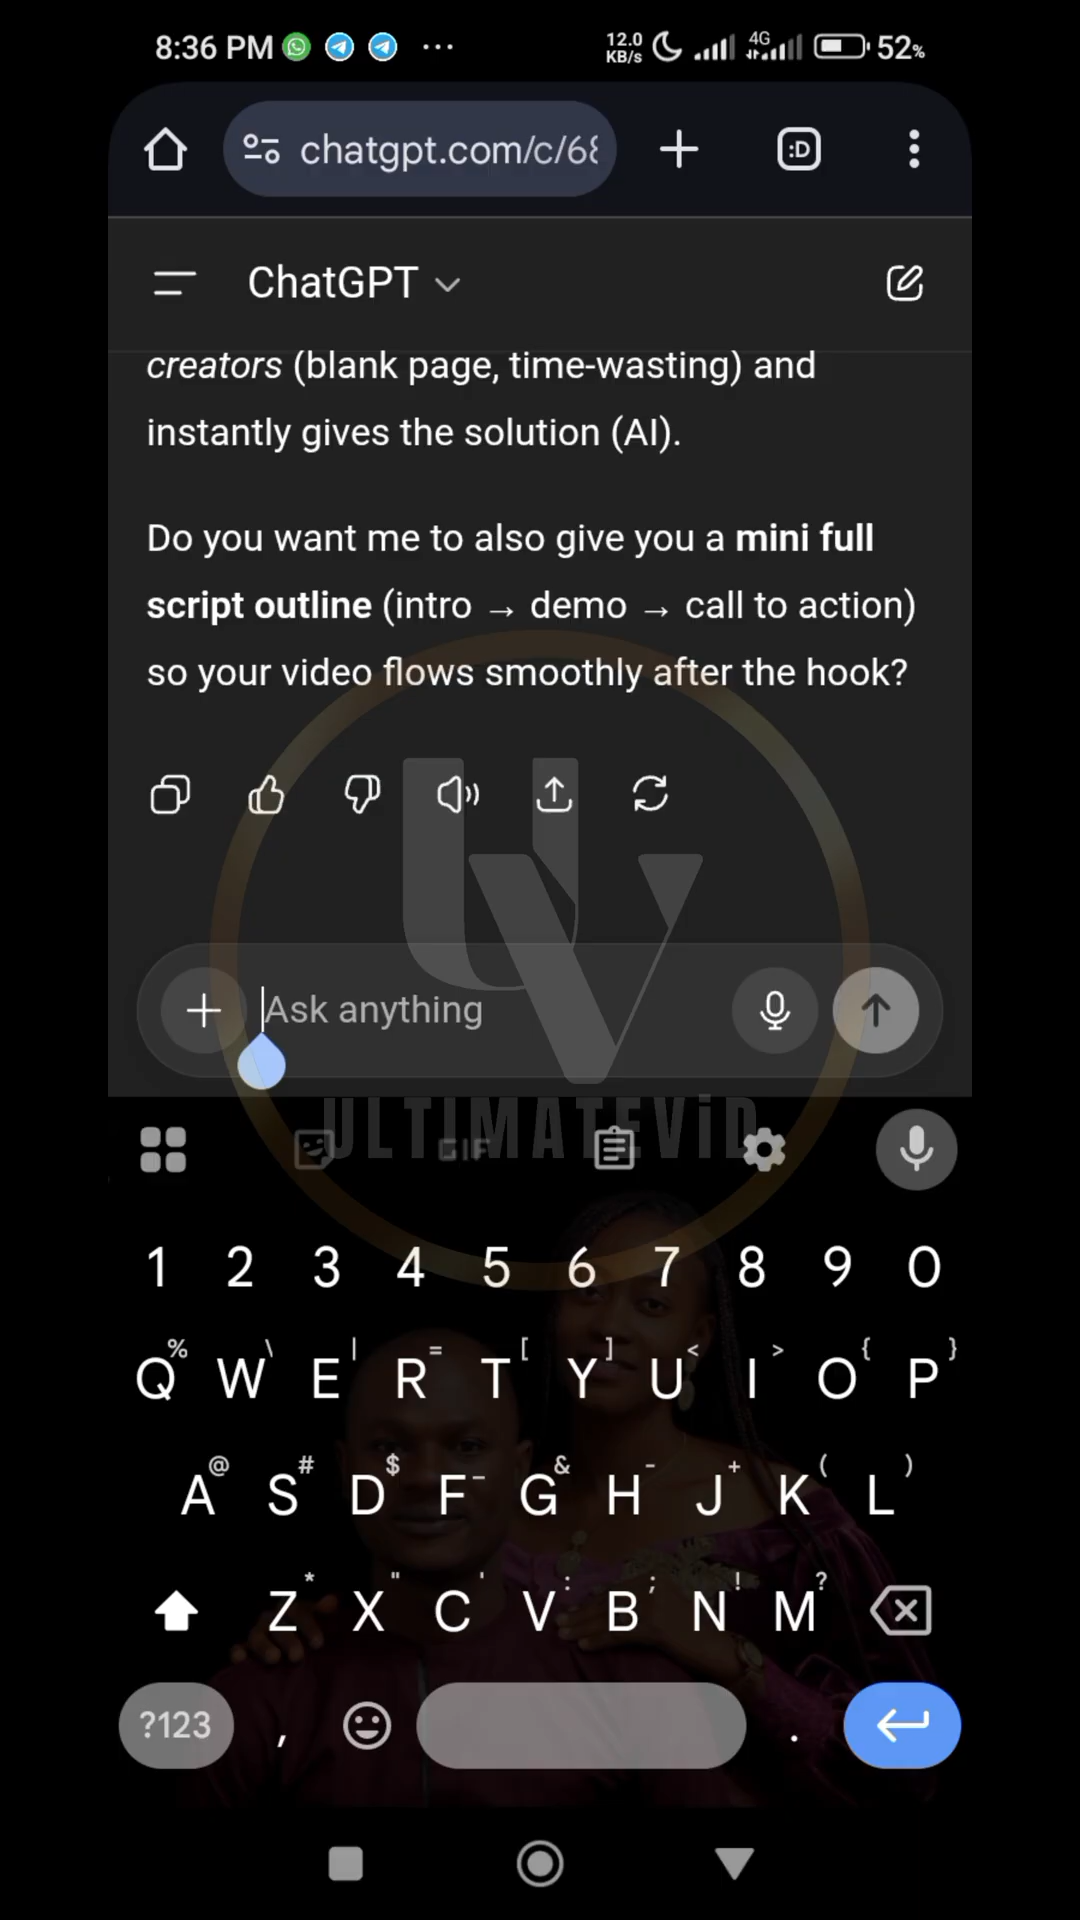 8:36 PM
12.0 KB/s
4G
52%
:D
chatgpt.com/c/68
ChatGPT
creators (blank page, time-wasting) and
instantly gives the solution (AI).
Do you want me to also give you a mini full
script outline (intro → demo → call to action)
so your video flows smoothly after the hook?
UV
Ask anything
ULTIMATEViD
GIF
1 2 3 4 5 6 7 8 9 0
% \ | = [ ] < > { }
Q W E R T Y U I O P
@ # $ _ & - + ( )
A S D F G H J K L
* " ' : ; ! ?
Z X C V B N M
?123 , .